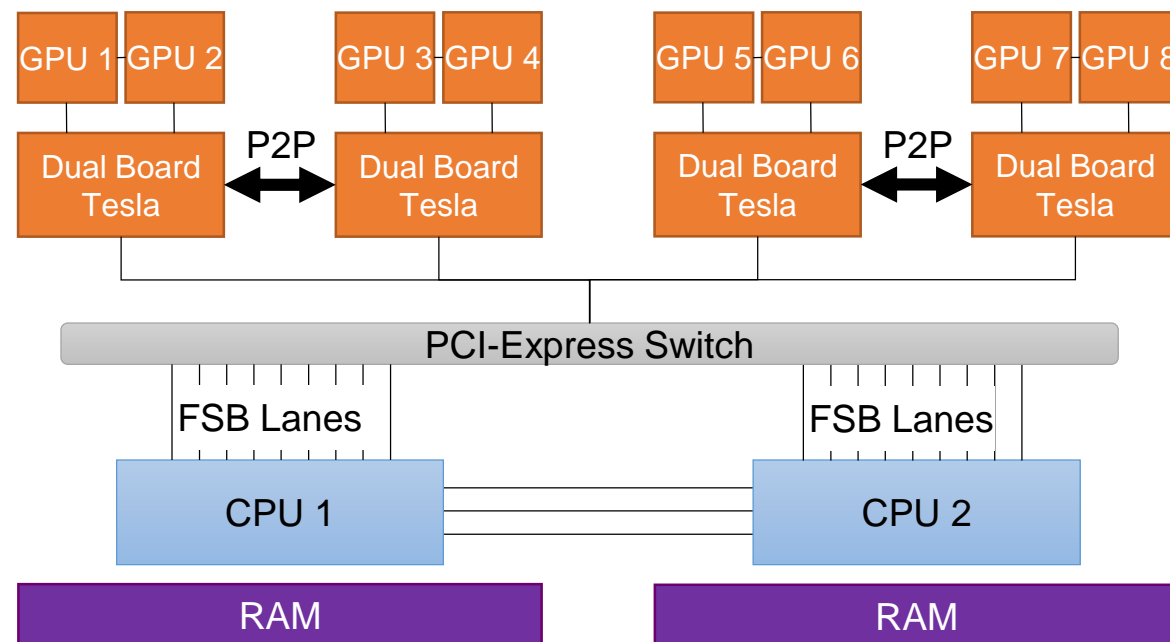 GPU 1 GPU 2 GPU 3 GPU 4 GPU 5 GPU 6 GPU 7 GPU 8
P2P P2P
Dual Board Dual Board Dual Board Dual Board
Tesla Tesla Tesla Tesla
PCI-Express Switch
FSB Lanes FSB Lanes
CPU 1 CPU 2
RAM RAM